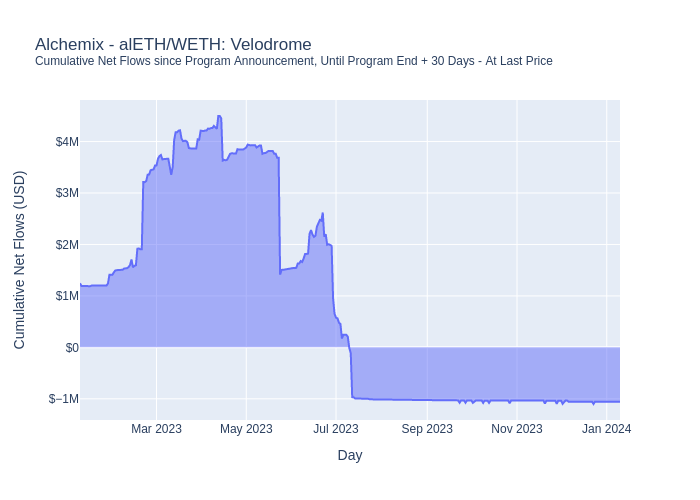 Alchemix - alETH/WETH: Velodrome
Cumulative Net Flows since Program Announcement, Until Program End + 30 Days - At Last Price
Cumulative Net Flows (USD)
$4M
$3M
$2M
$1M
$0
$−1M
Mar 2023
May 2023
Jul 2023
Sep 2023
Nov 2023
Jan 2024
Day